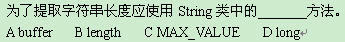 为了提取字符串长度应使用 String 类中的_______方法。
A buffer B length C MAX_VALUE D long